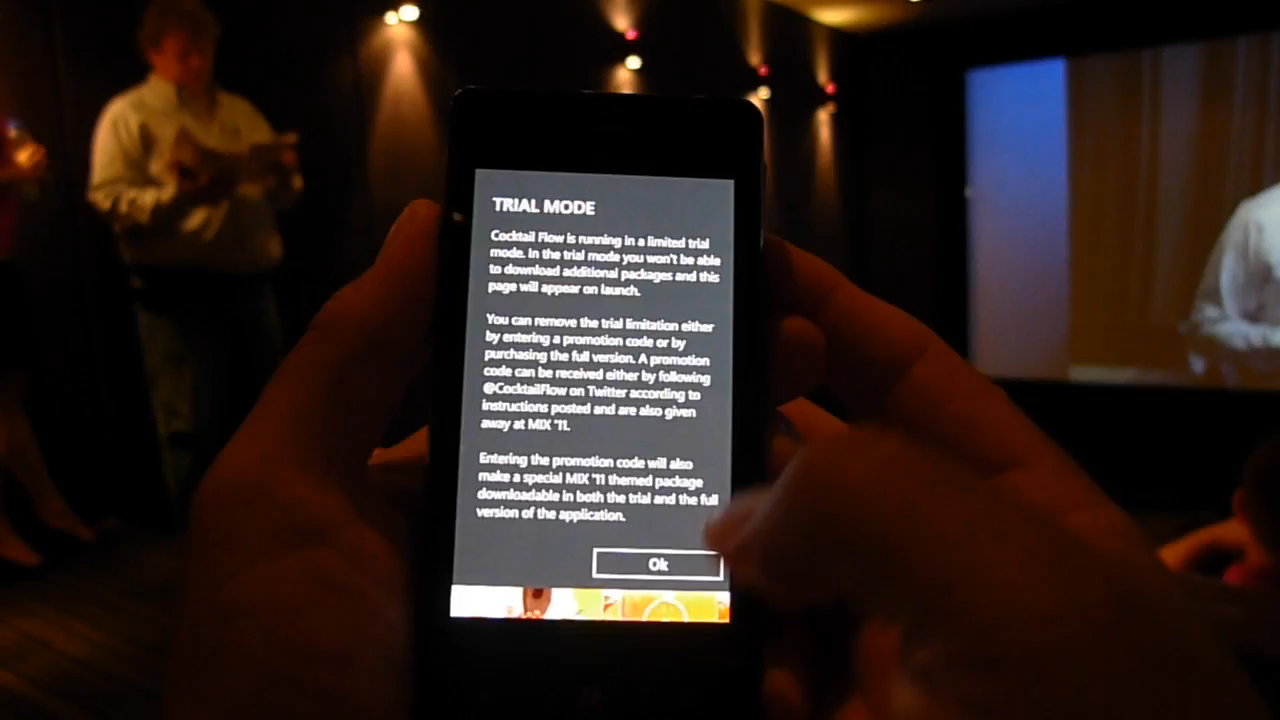 TRIAL MODE
Cocktail Flow is running in a limited trial
mode. In the trial mode you won't be able
to download additional packages and this
page will appear on launch.
You can remove the trial limitation either
by entering a promotion code or by
purchasing the full version. A promotion
code can be received either by following
@CocktailFlow on Twitter according to
instructions posted and are also given
away at MIX '11.
Entering the promotion code will also
make a special MIX '11 themed package
downloadable in both the trial and the full
version of the application.
Ok